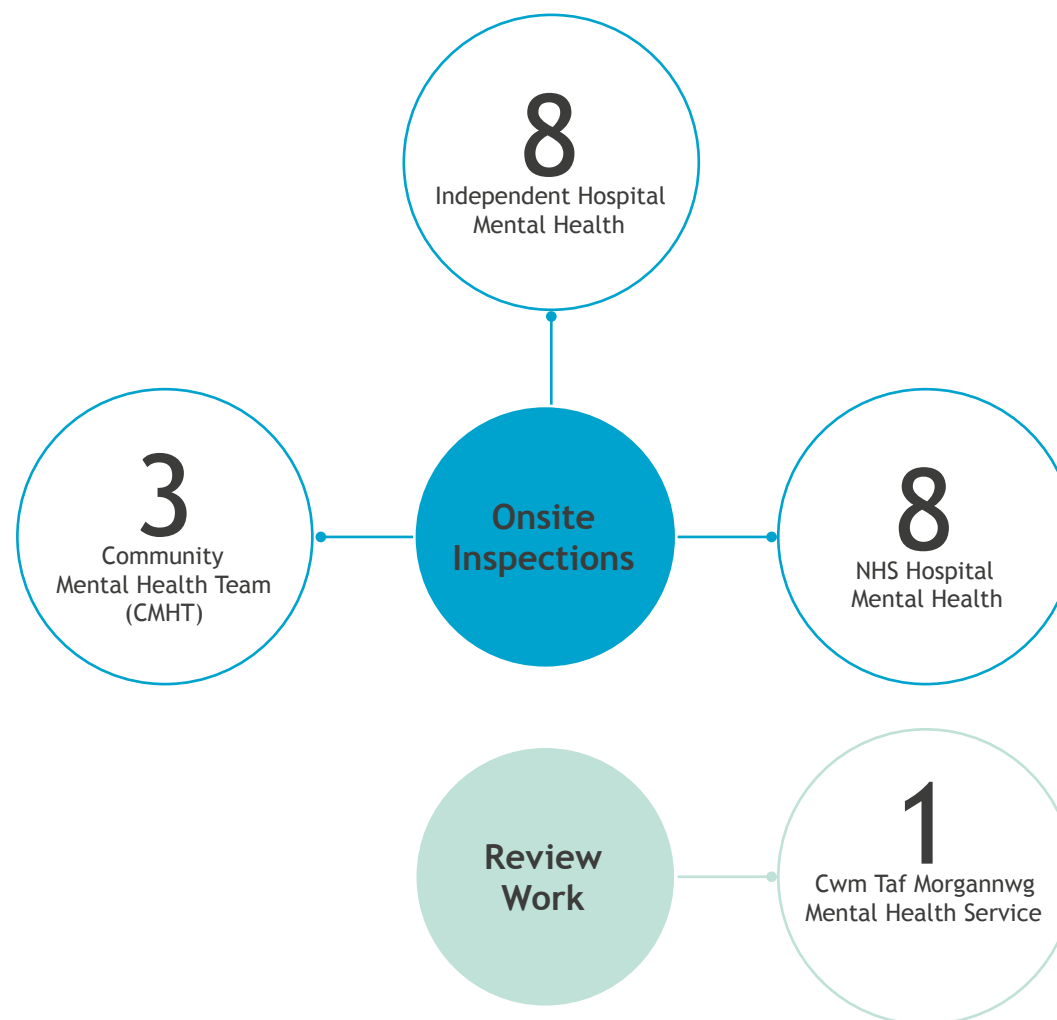 8
Independent Hospital
Mental Health
3
Community
Mental Health Team
(CMHT)
Onsite
Inspections
8
NHS Hospital
Mental Health
Review
Work
1
Cwm Taf Morgannwg
Mental Health Service